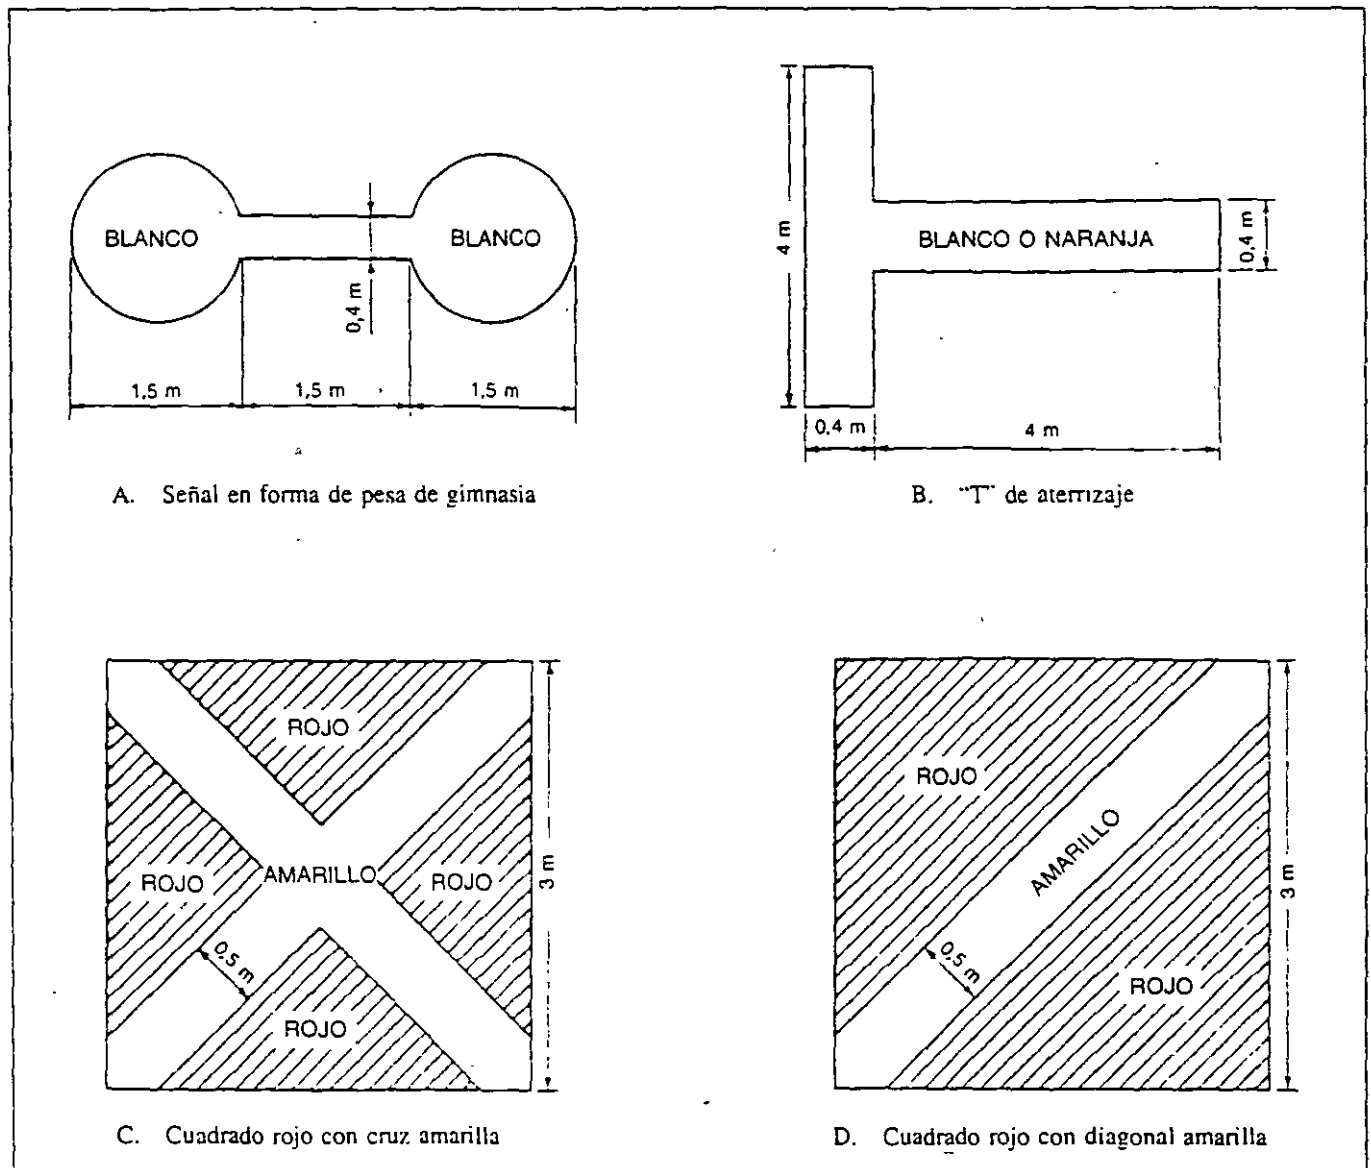 BLANCO
BLANCO
0,4 m
1,5 m
1,5 m
1,5 m
A. Señal en forma de pesa de gimnasia
4 m
BLANCO O NARANJA
0,4 m
0,4 m
4 m
B. "T" de aterrizaje
ROJO
ROJO
AMARILLO
ROJO
3 m
0,5 m
ROJO
C. Cuadrado rojo con cruz amarilla
ROJO
AMARILLO
3 m
0,5 m
ROJO
D. Cuadrado rojo con diagonal amarilla